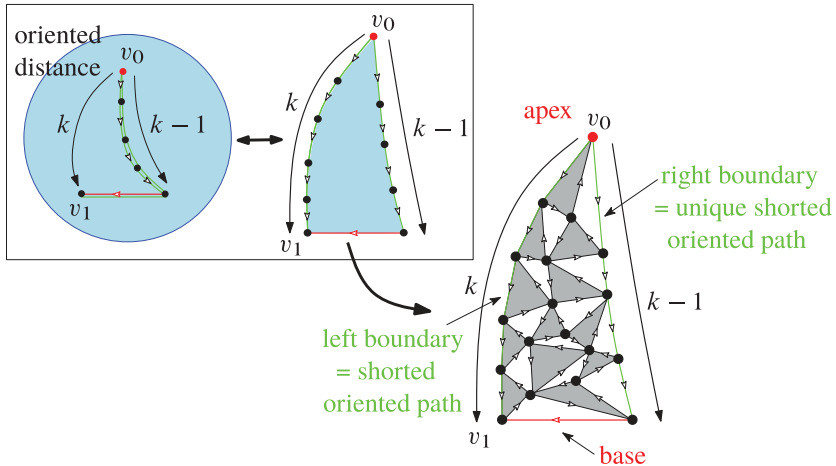 oriented
distance
v0
k
k − 1
v1
v0
k
k − 1
v1
apex
v0
right boundary
= unique shorted
oriented path
k
k − 1
left boundary
= shorted
oriented path
v1
base